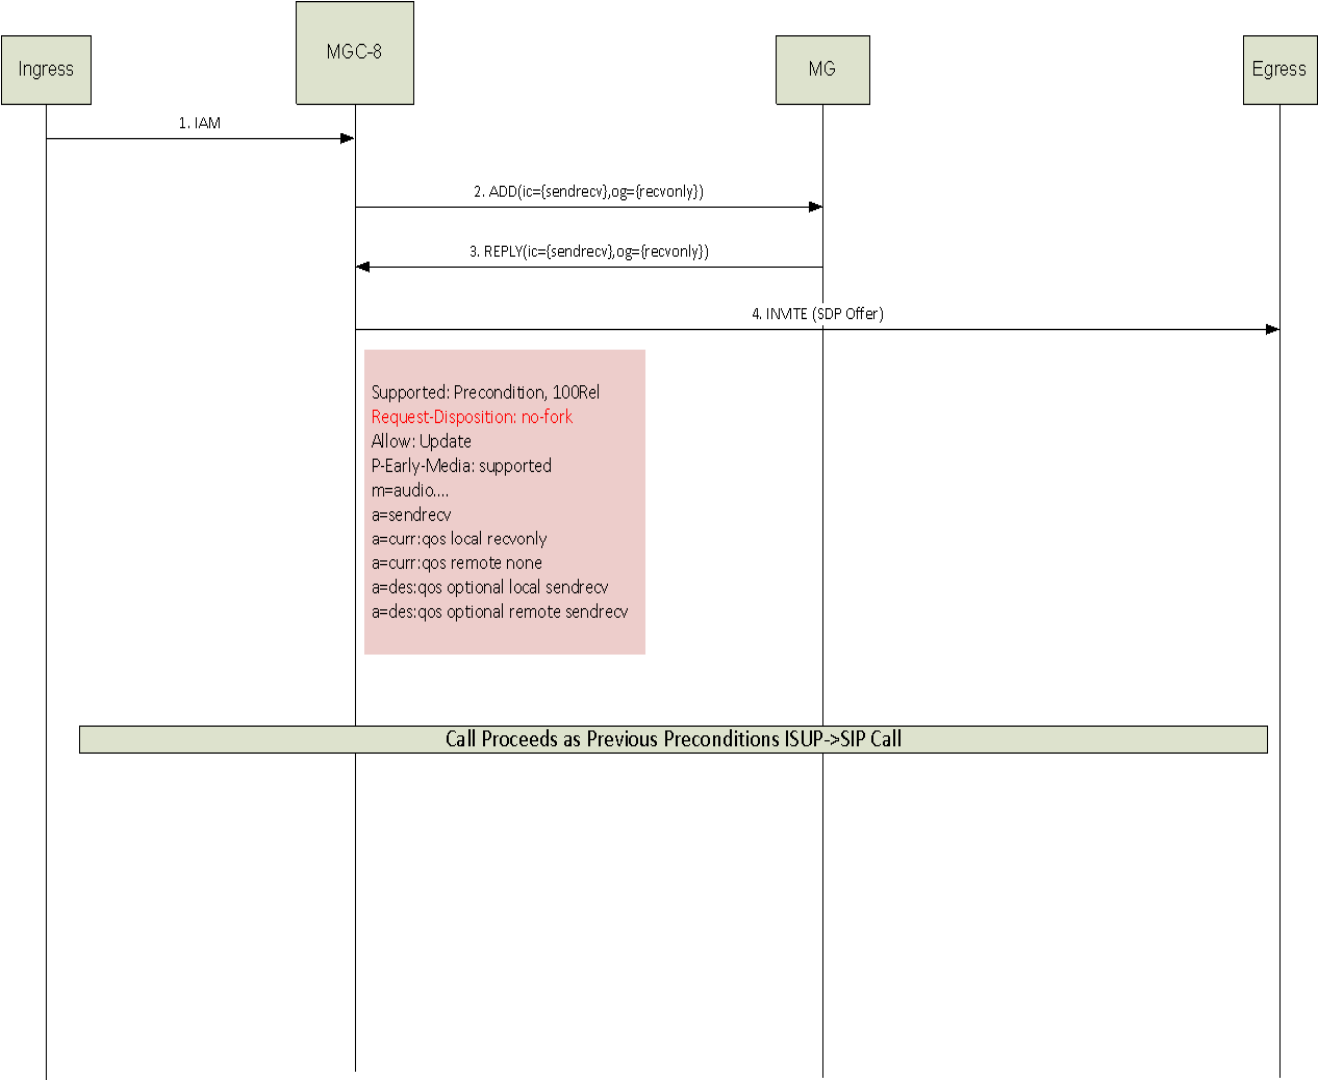 Ingress
MGC-8
MG
Egress
1. IAM
2. ADD(ic={sendrecv},og={recvonly})
3. REPLY(ic={sendrecv},og={recvonly})
4. INVITE (SDP Offer)
Supported: Precondition, 100Rel
Request-Disposition: no-fork
Allow: Update
P-Early-Media: supported
m=audio....
a=sendrecv
a=curr:qos local recvonly
a=curr:qos remote none
a=des:qos optional local sendrecv
a=des:qos optional remote sendrecv
Call Proceeds as Previous Preconditions ISUP->SIP Call